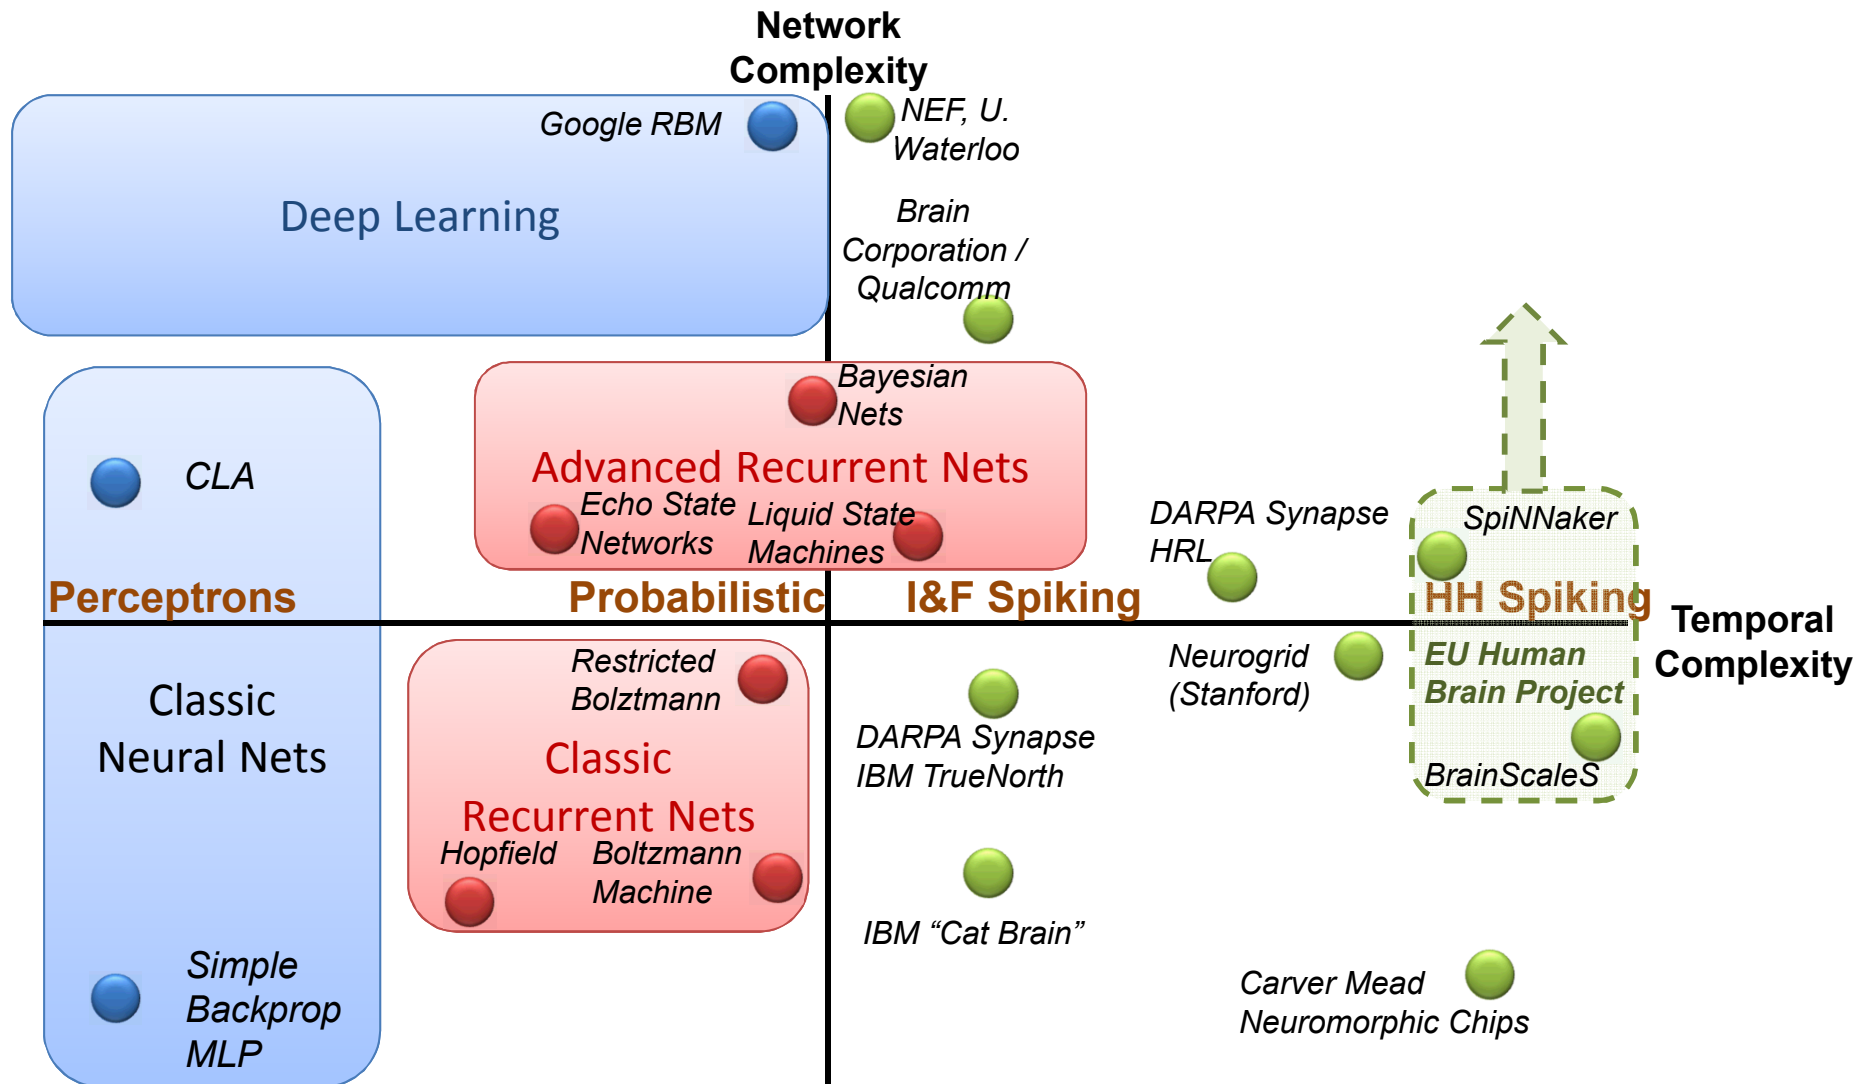 Network
Complexity
Google RBM
NEF, U.
Waterloo
Deep Learning
Brain
Corporation /
Qualcomm
Bayesian
Nets
Advanced Recurrent Nets
Echo State
Networks
Liquid State
Machines
CLA
DARPA Synapse
HRL
SpiNNaker
Perceptrons
Probabilistic
I&F Spiking
HH Spiking
Temporal
Complexity
Classic
Neural Nets
Restricted
Bolztmann
Classic
Recurrent Nets
Hopfield
Boltzmann
Machine
DARPA Synapse
IBM TrueNorth
Neurogrid
(Stanford)
EU Human
Brain Project
BrainScaleS
IBM “Cat Brain”
Simple
Backprop
MLP
Carver Mead
Neuromorphic Chips